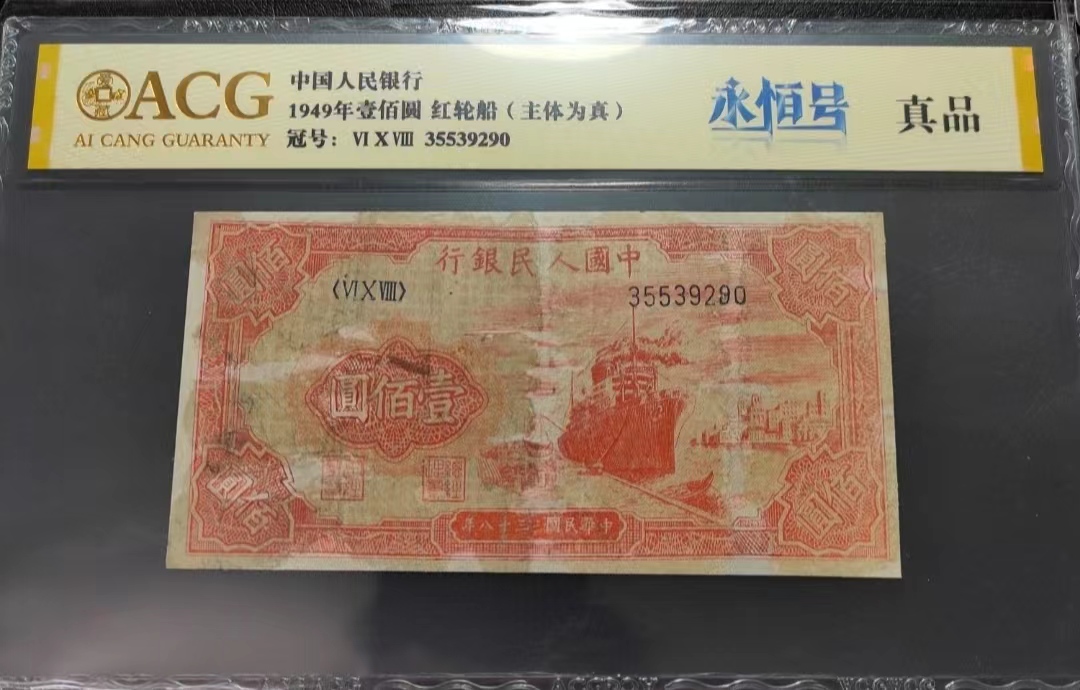 ACG
AI CANG GUARANTY
中国人民银行
1949年壹佰圆 红轮船（主体为真）
冠号：Ⅵ Ⅹ Ⅷ 35539290
永恒号
真品
行銀民人國中
〈ⅥⅩⅧ〉 35539290
圓佰
圓佰
圓佰壹
圓佰
圓佰
年八十三國民華中